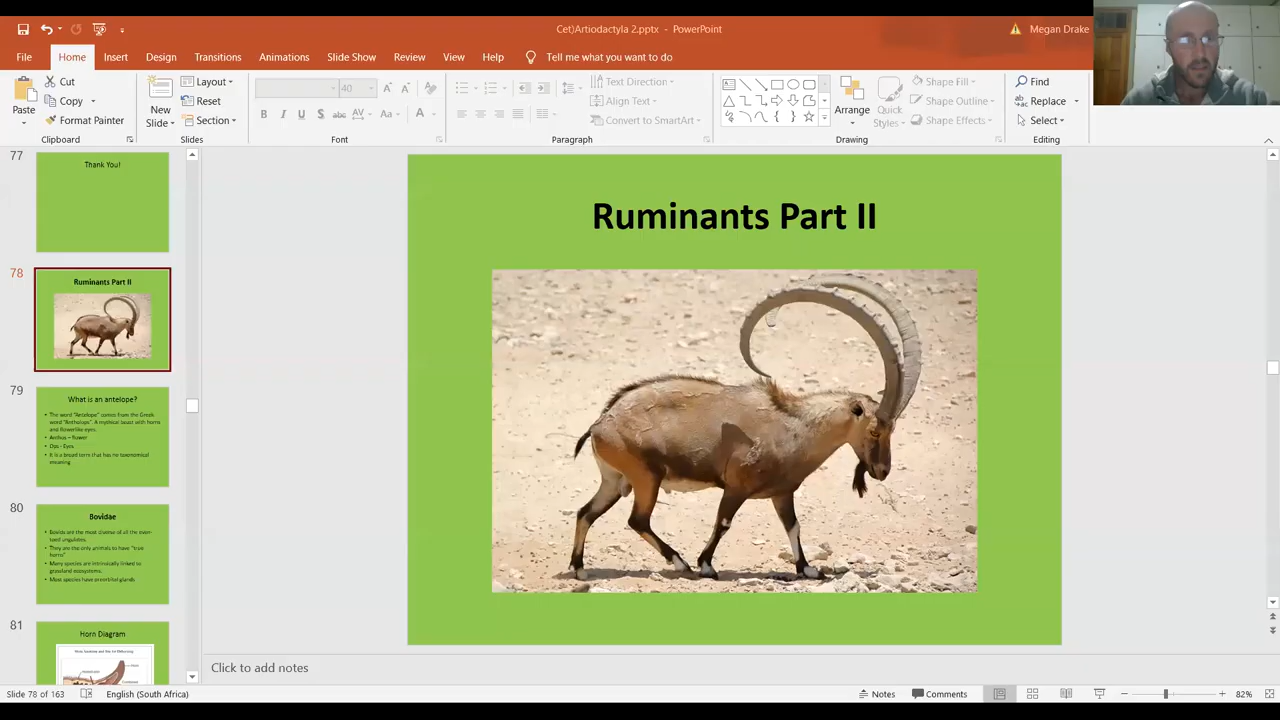 Cet)Artiodactyla 2.pptx - PowerPoint
Megan Drake
File Home Insert Design Transitions Animations Slide Show Review View Help Tell me what you want to do
Paste
Cut
Copy
Format Painter
Clipboard
New
Slide
Layout
Reset
Section
Slides
40
Font
Text Direction
Align Text
Convert to SmartArt
Paragraph
Arrange
Quick
Styles
Shape Fill
Shape Outline
Shape Effects
Drawing
Find
Replace
Select
Editing
77
Thank You!
78
Ruminants Part II
79
What is an antelope?
• The word "Antelope" comes from the Greek
word "Antholops". A mythical beast with horns
and flowerlike eyes.
• Anthos – flower
• Ops - Eyes
• It is a broad term that has no taxonomical
meaning
80
Bovidae
• Bovids are the most diverse of all the even-
toed ungulates.
• They are the only animals to have "true
horns"
• Many species are intrinsically linked to
grassland ecosystems.
• Most species have preorbital glands
81
Horn Diagram
Ruminants Part II
Click to add notes
Slide 78 of 163 English (South Africa) Notes Comments 82%